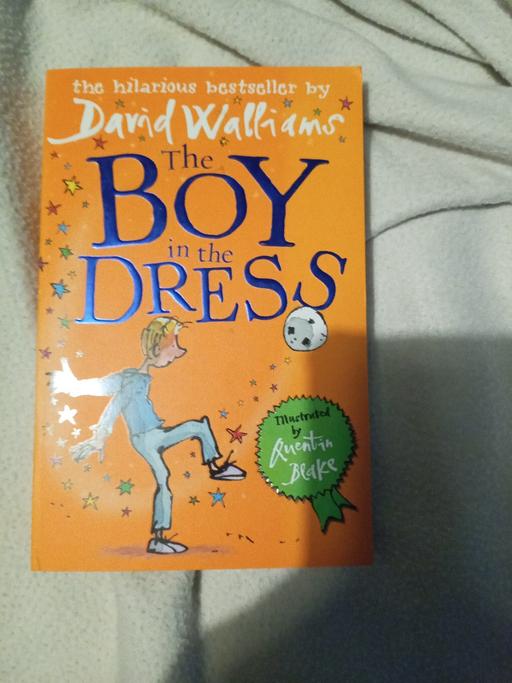 the hilarious bestseller by
David Walliams
The
BOY
in the
DRESS
Illustrated
by
Quentin
Blake